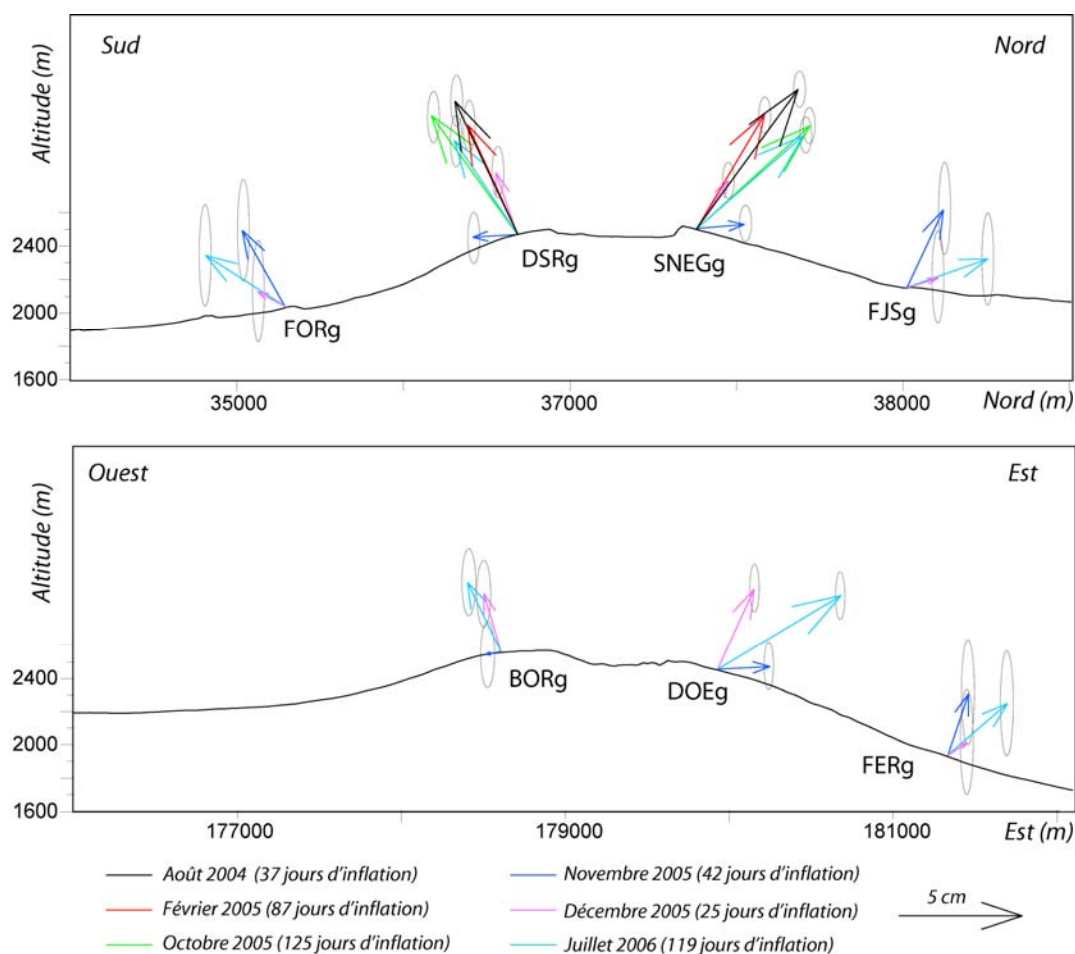 Sud
Nord
Altitude (m)
2400
2000
1600
DSRg
SNEGg
FORg
FJSg
35000
37000
38000
Nord (m)
Ouest
Est
Altitude (m)
2400
2000
1600
BORg
DOEg
FERg
177000
179000
181000
Est (m)
Août 2004 (37 jours d'inflation)
Février 2005 (87 jours d'inflation)
Octobre 2005 (125 jours d'inflation)
Novembre 2005 (42 jours d'inflation)
Décembre 2005 (25 jours d'inflation)
Juillet 2006 (119 jours d'inflation)
5 cm